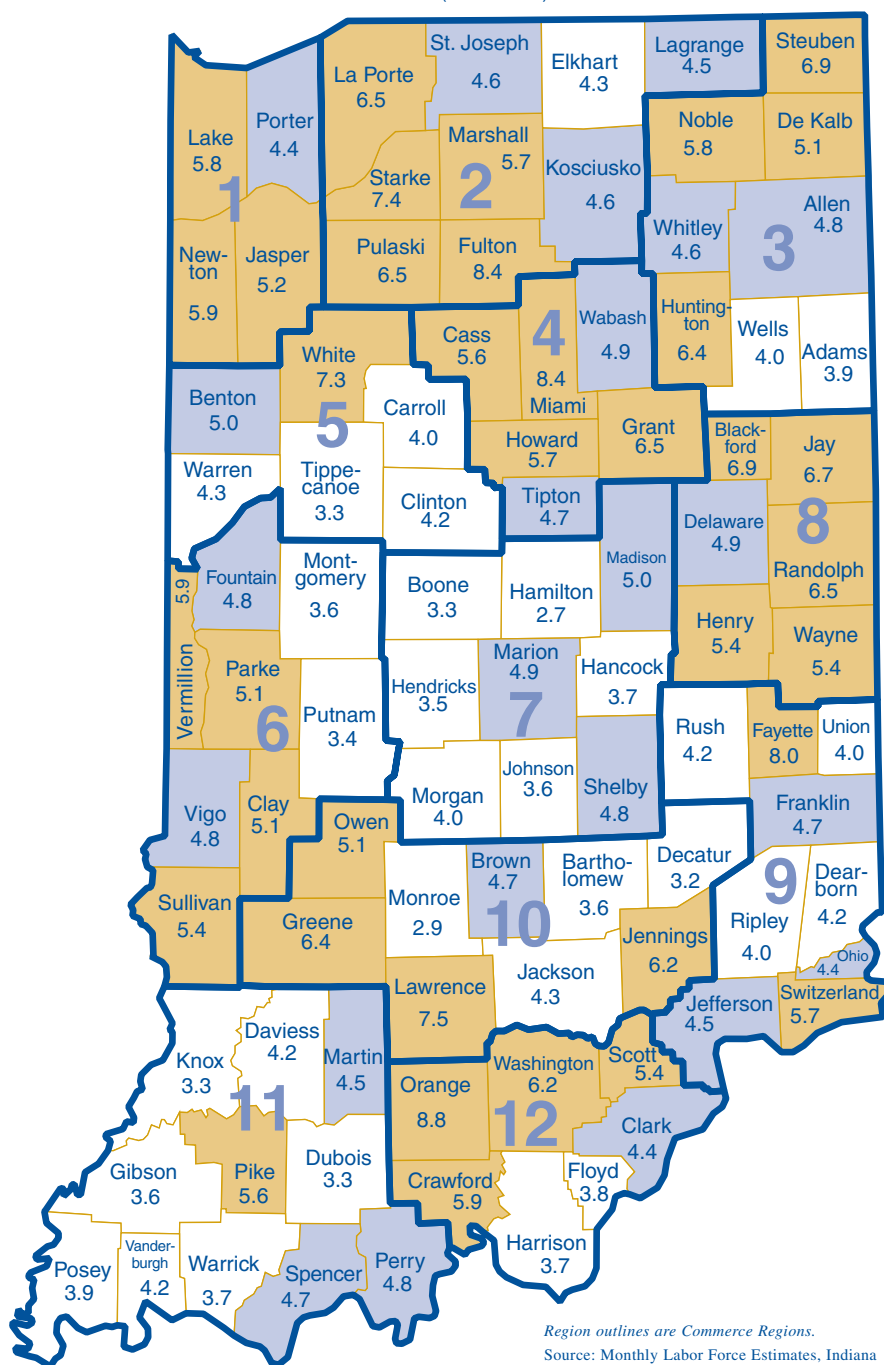 St. Joseph
4.6
Elkhart
4.3
Lagrange
4.5
Steuben
6.9
La Porte
6.5
Lake
5.8
Porter
4.4
1
Starke
7.4
Marshall
5.7
2
Kosciusko
4.6
Noble
5.8
De Kalb
5.1
Whitley
4.6
Allen
4.8
3
New-
ton
5.9
Jasper
5.2
Pulaski
6.5
Fulton
8.4
White
7.3
5
Cass
5.6
4
8.4
Miami
Wabash
4.9
Hunting-
ton
6.4
Wells
4.0
Adams
3.9
Benton
5.0
Carroll
4.0
Howard
5.7
Grant
6.5
Black-
ford
6.9
Jay
6.7
Warren
4.3
Tippe-
canoe
3.3
Clinton
4.2
Tipton
4.7
Delaware
4.9
8
Randolph
6.5
Fountain
4.8
Mont-
gomery
3.6
Boone
3.3
Hamilton
2.7
Madison
5.0
Henry
5.4
Wayne
5.4
5.9
Vermillion
Parke
5.1
6
Putnam
3.4
Hendricks
3.5
Marion
4.9
7
Hancock
3.7
Rush
4.2
Fayette
8.0
Union
4.0
Vigo
4.8
Clay
5.1
Owen
5.1
Morgan
4.0
Johnson
3.6
Shelby
4.8
Franklin
4.7
Sullivan
5.4
Greene
6.4
Monroe
2.9
Brown
4.7
10
Bartho-
lomew
3.6
Decatur
3.2
9
Ripley
4.0
Dear-
born
4.2
Ohio
4.4
Lawrence
7.5
Jackson
4.3
Jennings
6.2
Jefferson
4.5
Switzerland
5.7
Knox
3.3
Daviess
4.2
Martin
4.5
11
Orange
8.8
Washington
6.2
12
Scott
5.4
Clark
4.4
Gibson
3.6
Pike
5.6
Dubois
3.3
Crawford
5.9
Floyd
3.8
Harrison
3.7
Posey
3.9
Vander-
burgh
4.2
Warrick
3.7
Spencer
4.7
Perry
4.8
Region outlines are Commerce Regions.
Source: Monthly Labor Force Estimates, Indiana